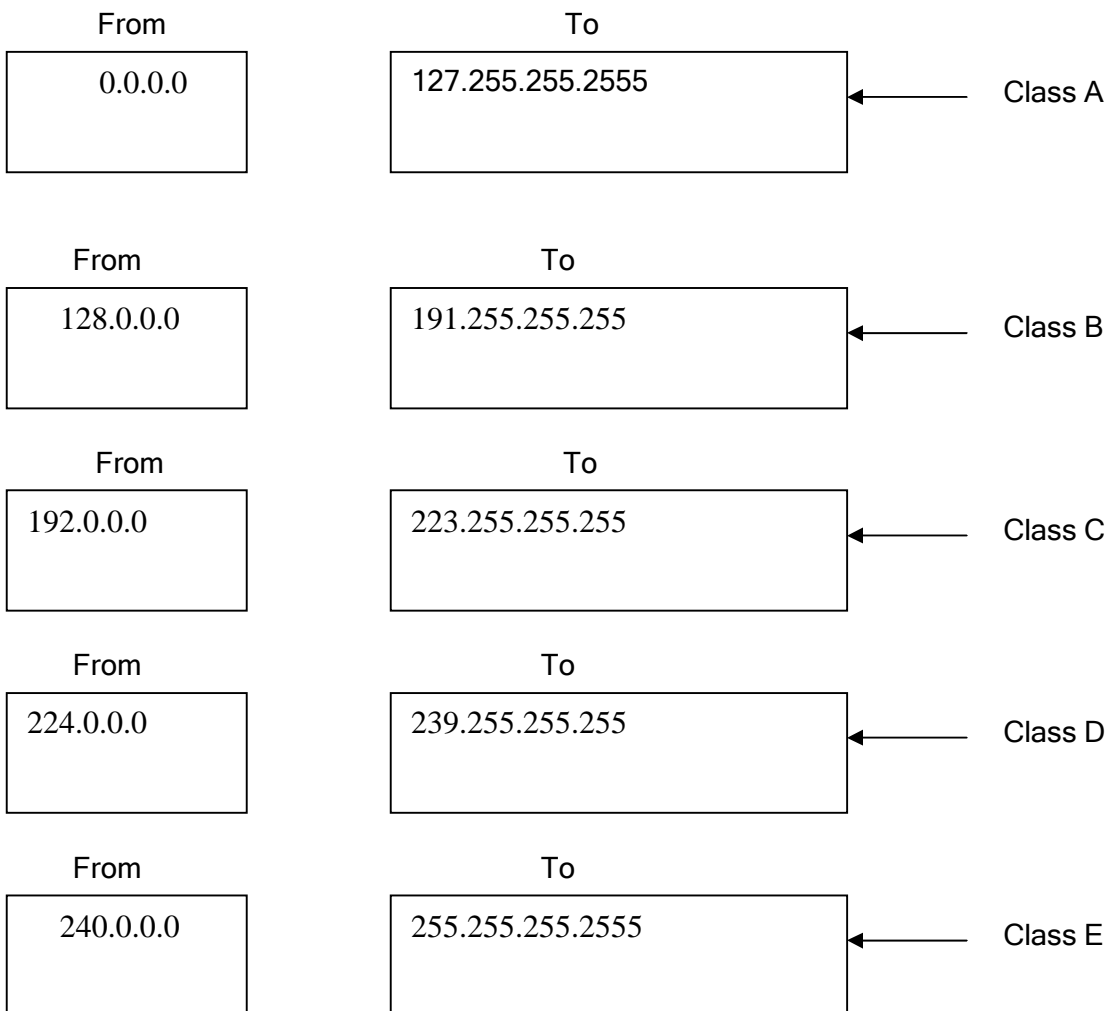 From To
0.0.0.0 127.255.255.2555 Class A
From To
128.0.0.0 191.255.255.255 Class B
From To
192.0.0.0 223.255.255.255 Class C
From To
224.0.0.0 239.255.255.255 Class D
From To
240.0.0.0 255.255.255.2555 Class E